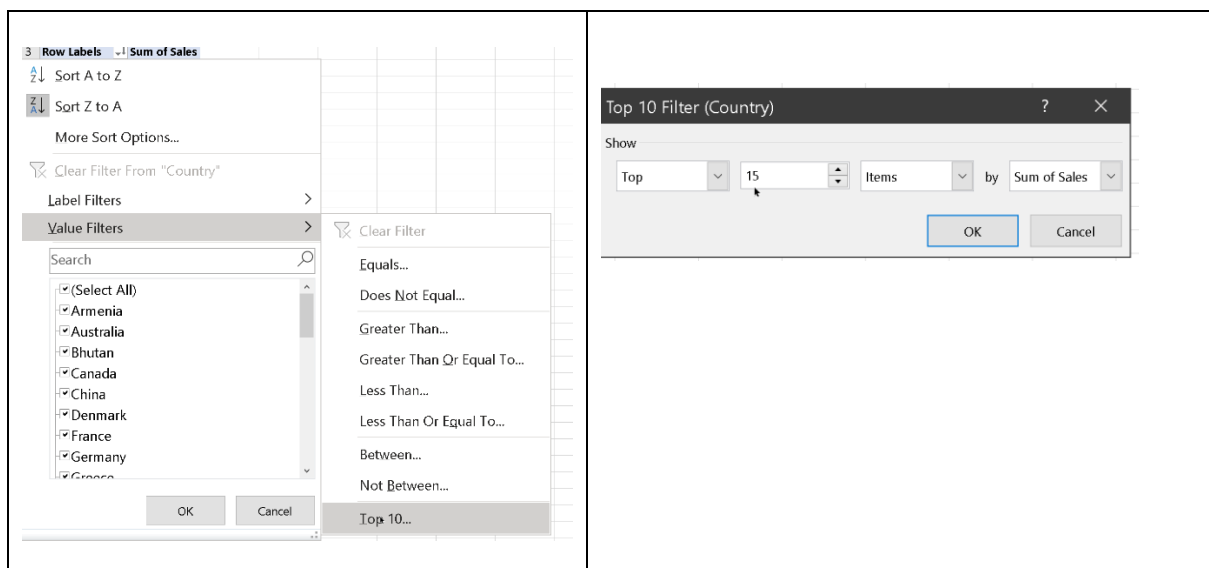 3 Row Labels Sum of Sales
Sort A to Z
Sort Z to A
More Sort Options...
Clear Filter From "Country"
Label Filters
Value Filters
Search
(Select All)
Armenia
Australia
Bhutan
Canada
China
Denmark
France
Germany
Greece
OK Cancel
Clear Filter
Equals...
Does Not Equal...
Greater Than...
Greater Than Or Equal To...
Less Than...
Less Than Or Equal To...
Between...
Not Between...
Top 10...
Top 10 Filter (Country) ?
Show
Top 15 Items by Sum of Sales
OK Cancel